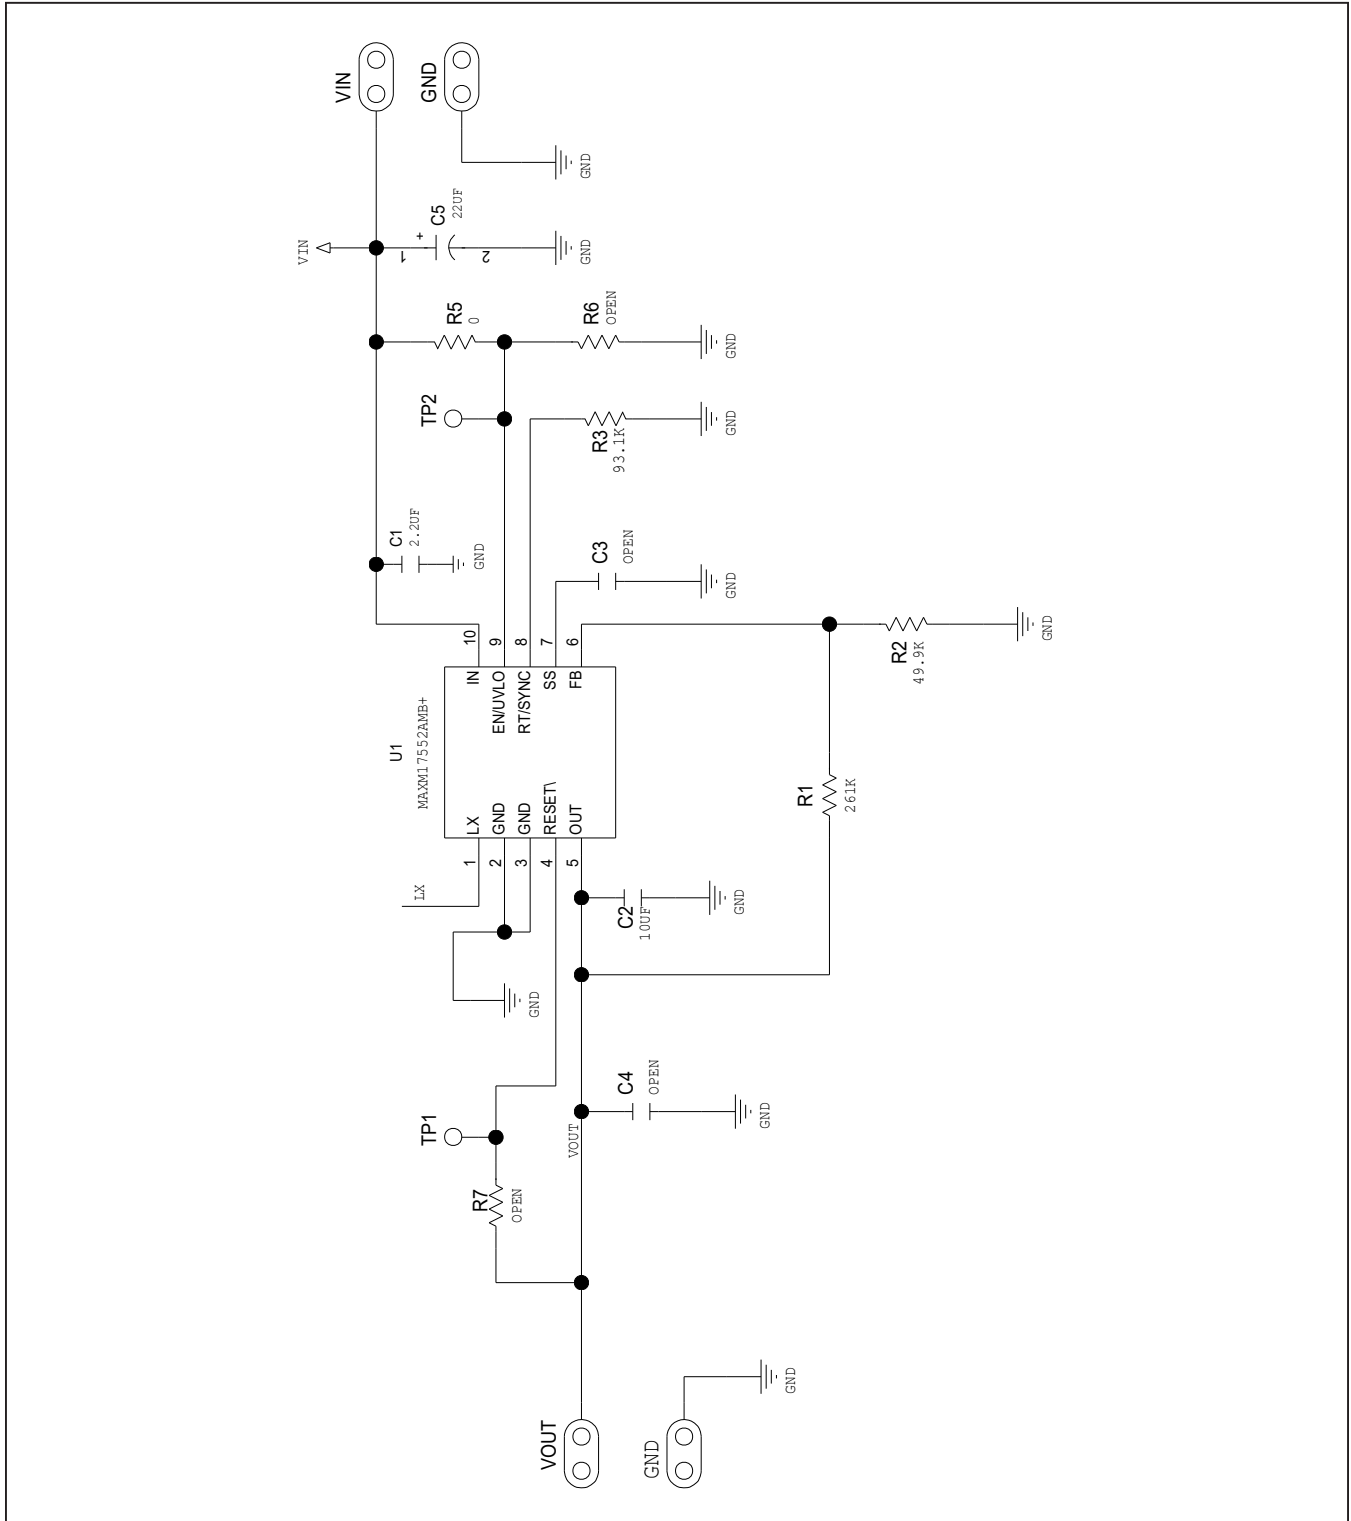 VIN
GND
GND
VIN
1
+
C5
22UF
2
GND
R5
0
R6
OPEN
GND
TP2
R3
93.1K
GND
C1
2.2UF
GND
C3
OPEN
GND
10
9
8
7
6
IN
EN/UVLO
RT/SYNC
SS
FB
R2
49.9K
GND
U1
MAXM17552AMB+
LX
GND
GND
RESET\
OUT
1
2
3
4
5
R1
261K
LX
C2
10UF
GND
GND
TP1
C4
OPEN
GND
VOUT
R7
OPEN
GND
VOUT
GND